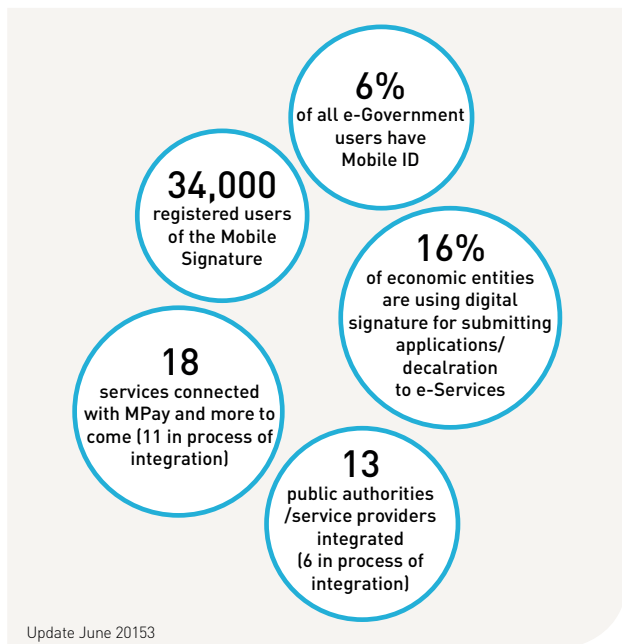 6%
of all e-Government
users have
Mobile ID
34,000
registered users
of the Mobile
Signature
16%
of economic entities
are using digital
signature for submitting
applications/
decalration
to e-Services
18
services connected
with MPay and more to
come (11 in process of
integration)
13
public authorities
/service providers
integrated
(6 in process of
integration)
Update June 20153